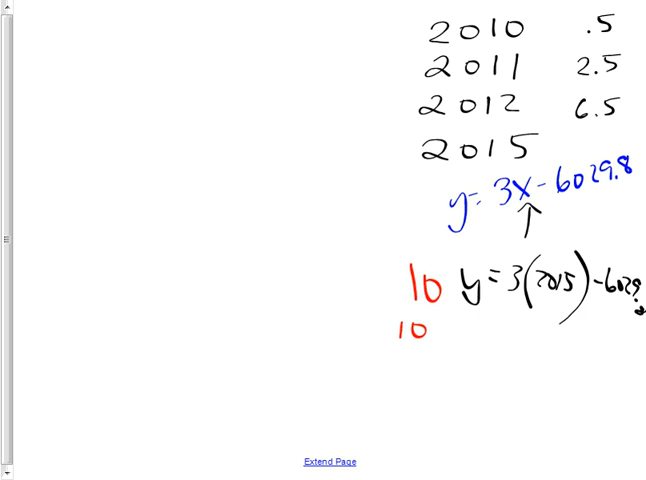 2010 .5
2011 2.5
2012 6.5
2015
y= 3x - 6029.8
10 y = 3(2015) - 6029.
10
Extend Page